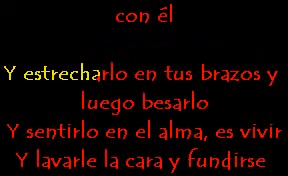 con él
Y estrecharlo en tus brazos y
luego besarlo
Y sentirlo en el alma, es vivir
Y lavarle la cara y fundirse